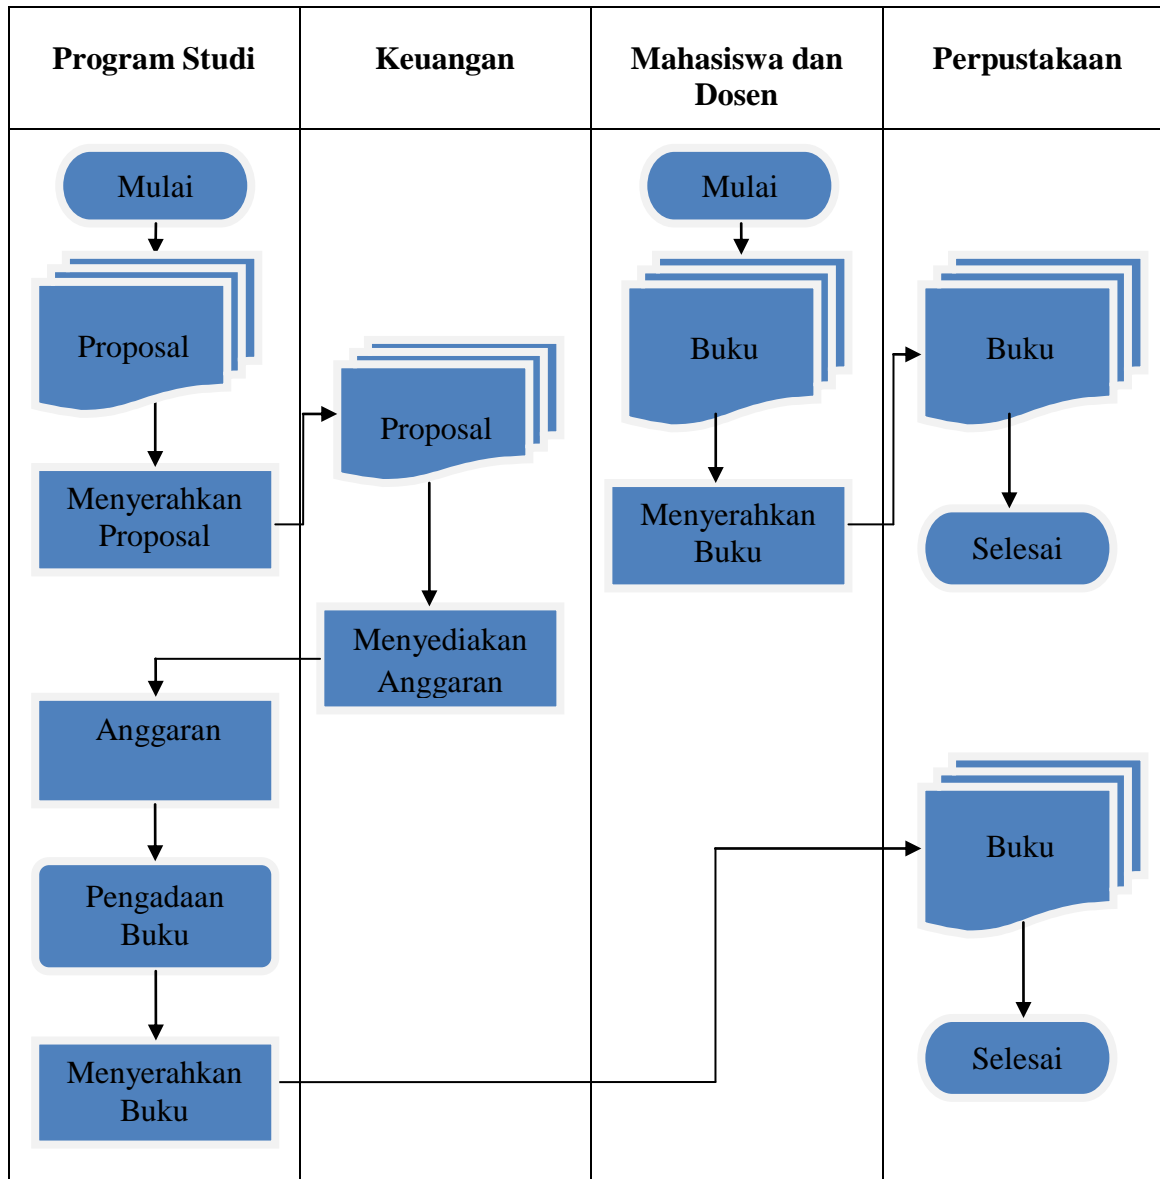 Program Studi
Keuangan
Mahasiswa dan
Dosen
Perpustakaan
Mulai
Proposal
Menyerahkan
Proposal
Proposal
Menyediakan
Anggaran
Anggaran
Pengadaan
Buku
Menyerahkan
Buku
Mulai
Buku
Menyerahkan
Buku
Buku
Selesai
Buku
Selesai